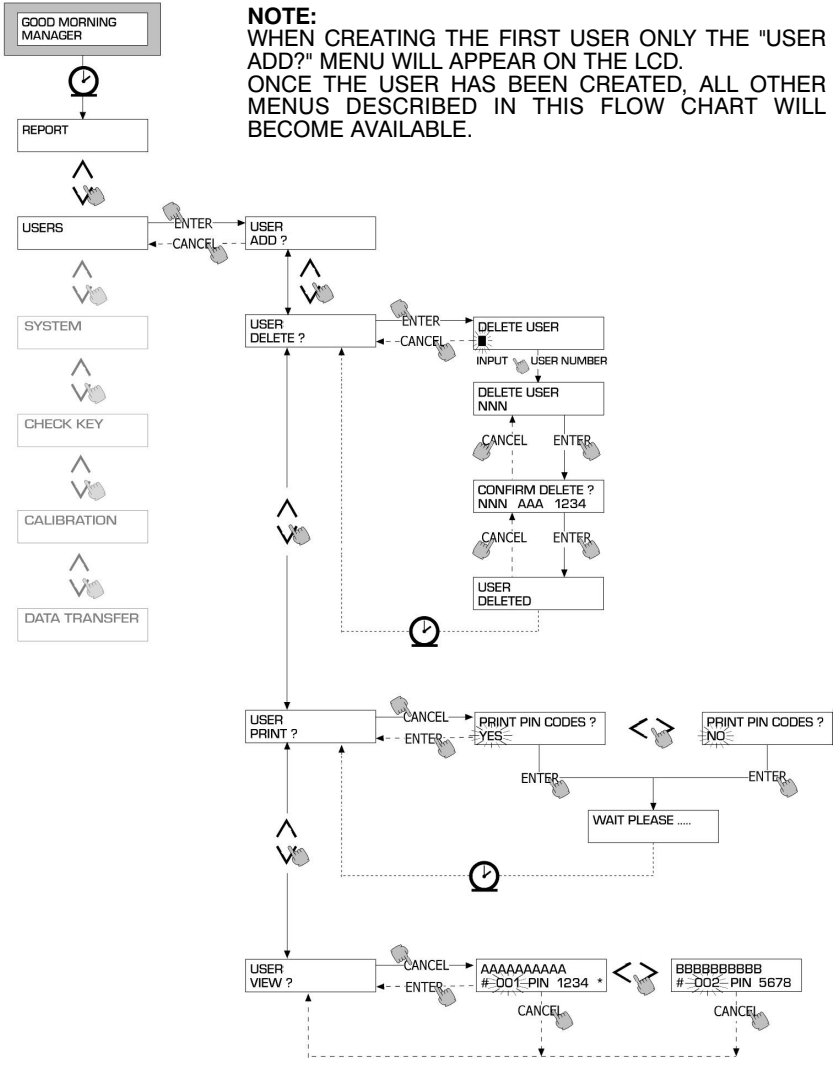 GOOD MORNING
MANAGER
NOTE:
WHEN CREATING THE FIRST USER ONLY THE "USER
ADD?" MENU WILL APPEAR ON THE LCD.
ONCE THE USER HAS BEEN CREATED, ALL OTHER
MENUS DESCRIBED IN THIS FLOW CHART WILL
BECOME AVAILABLE.
REPORT
USERS
ENTER
CANCEL
USER
ADD ?
SYSTEM
CHECK KEY
CALIBRATION
DATA TRANSFER
USER
DELETE ?
ENTER
CANCEL
DELETE USER
INPUT USER NUMBER
DELETE USER
NNN
CANCEL ENTER
CONFIRM DELETE ?
NNN AAA 1234
CANCEL ENTER
USER
DELETED
USER
PRINT ?
CANCEL
ENTER
PRINT PIN CODES ?
YES
PRINT PIN CODES ?
NO
ENTER
ENTER
WAIT PLEASE .....
USER
VIEW ?
CANCEL
ENTER
AAAAAAAAAA
# 001 PIN 1234 *
BBBBBBBBBB
# 002 PIN 5678
CANCEL
CANCEL